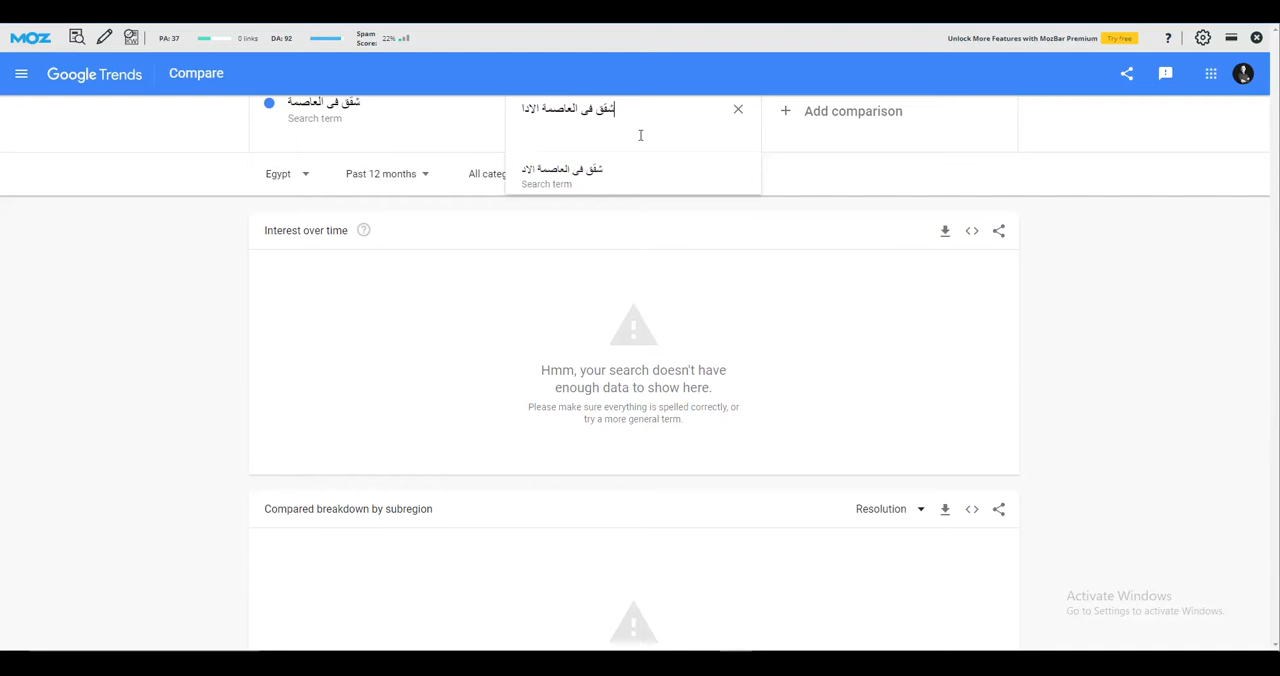 MOZ PA: 37 0 links DA: 92 Spam Score: 22% Unlock More Features with MozBar Premium Try free ?
Google Trends Compare
شقق فى العاصمة
Search term
شقق فى العاصمة الادا
+ Add comparison
شقق فى العاصمة الاد
Search term
Egypt Past 12 months All categ
Interest over time ?
Hmm, your search doesn't have
enough data to show here.
Please make sure everything is spelled correctly, or
try a more general term.
Compared breakdown by subregion Resolution
Activate Windows
Go to Settings to activate Windows.